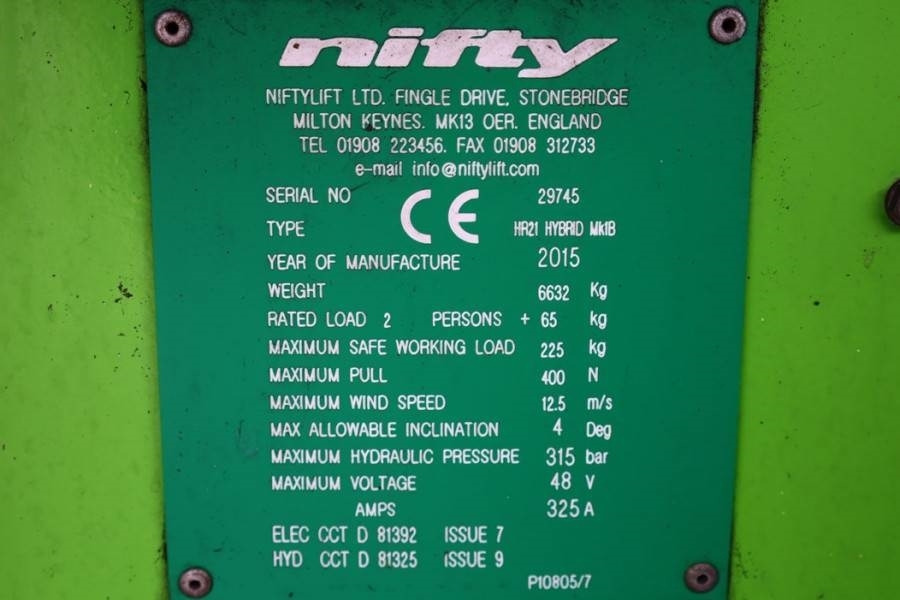 nifty
NIFTYLIFT LTD. FINGLE DRIVE, STONEBRIDGE
MILTON KEYNES. MK13 OER. ENGLAND
TEL 01908 223456. FAX 01908 312733
e-mail info@niftylift.com
SERIAL NO CE 29745
TYPE HR21 HYBRID Mk1B
YEAR OF MANUFACTURE 2015
WEIGHT 6632 Kg
RATED LOAD 2 PERSONS + 65 kg
MAXIMUM SAFE WORKING LOAD 225 kg
MAXIMUM PULL 400 N
MAXIMUM WIND SPEED 12.5 m/s
MAX ALLOWABLE INCLINATION 4 Deg
MAXIMUM HYDRAULIC PRESSURE 315 bar
MAXIMUM VOLTAGE 48 V
AMPS 325 A
ELEC CCT D 81392 ISSUE 7
HYD CCT D 81325 ISSUE 9
P10805/7